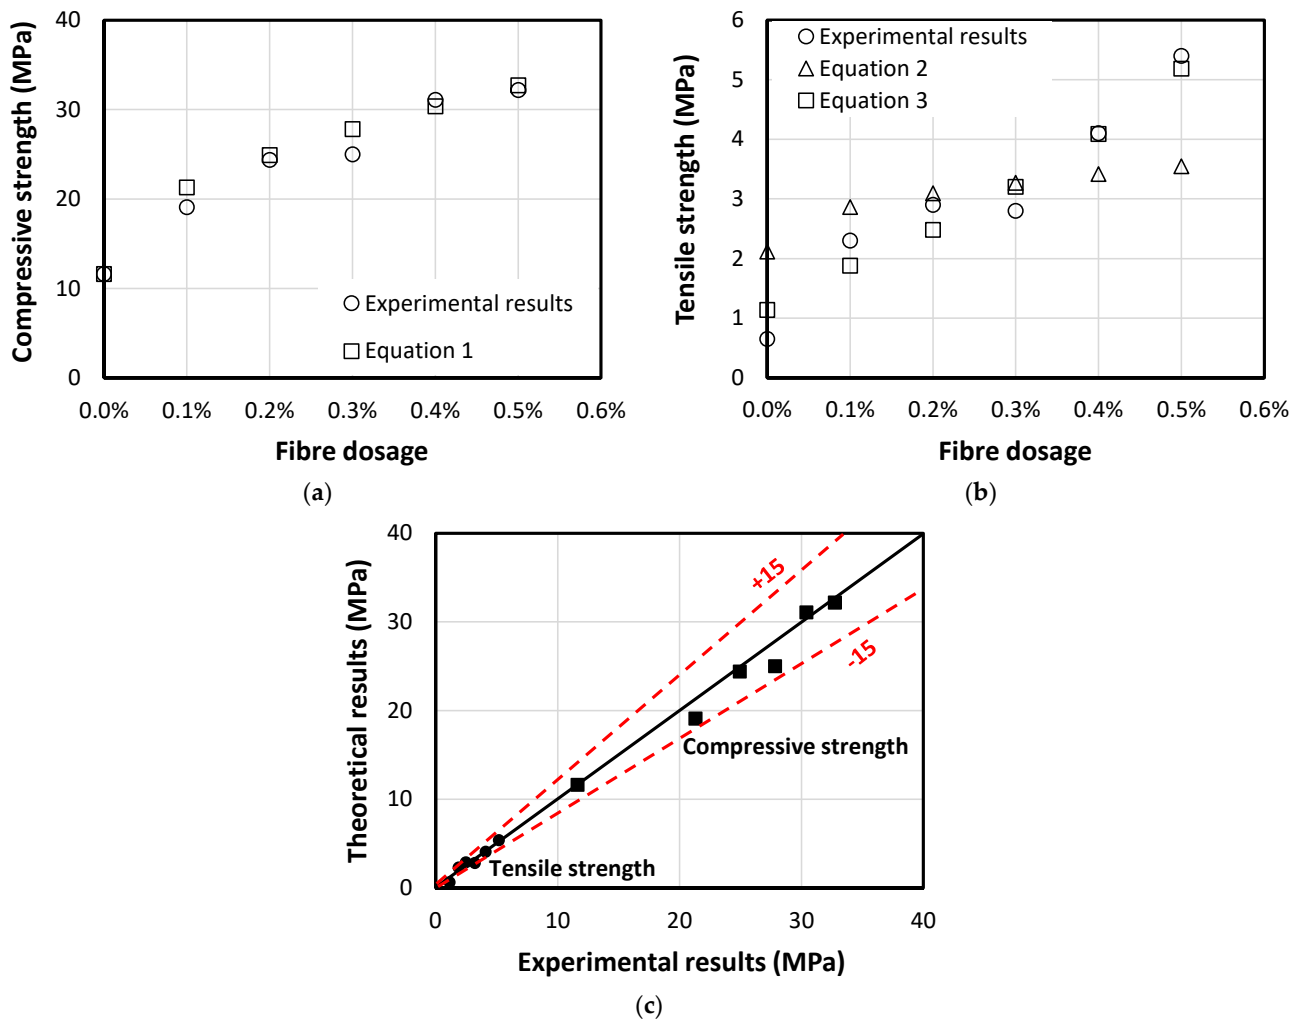 Compressive strength (MPa)
40
30
20
10
0
Experimental results
Equation 1
0.0%
0.1%
0.2%
0.3%
0.4%
0.5%
0.6%
Fibre dosage
(a)
Tensile strength (MPa)
6
5
4
3
2
1
0
Experimental results
Equation 2
Equation 3
0.0%
0.1%
0.2%
0.3%
0.4%
0.5%
0.6%
Fibre dosage
(b)
Theoretical results (MPa)
40
30
20
10
0
+15
-15
Compressive strength
Tensile strength
0
10
20
30
40
Experimental results (MPa)
(c)